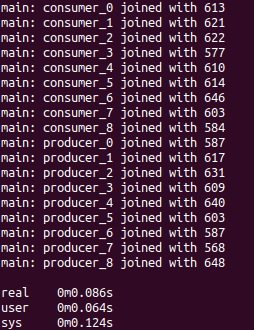 main: consumer_0 joined with 613
main: consumer_1 joined with 621
main: consumer_2 joined with 622
main: consumer_3 joined with 577
main: consumer_4 joined with 610
main: consumer_5 joined with 614
main: consumer_6 joined with 646
main: consumer_7 joined with 603
main: consumer_8 joined with 584
main: producer_0 joined with 587
main: producer_1 joined with 617
main: producer_2 joined with 631
main: producer_3 joined with 609
main: producer_4 joined with 640
main: producer_5 joined with 603
main: producer_6 joined with 587
main: producer_7 joined with 568
main: producer_8 joined with 648
real 0m0.086s
user 0m0.064s
sys 0m0.124s